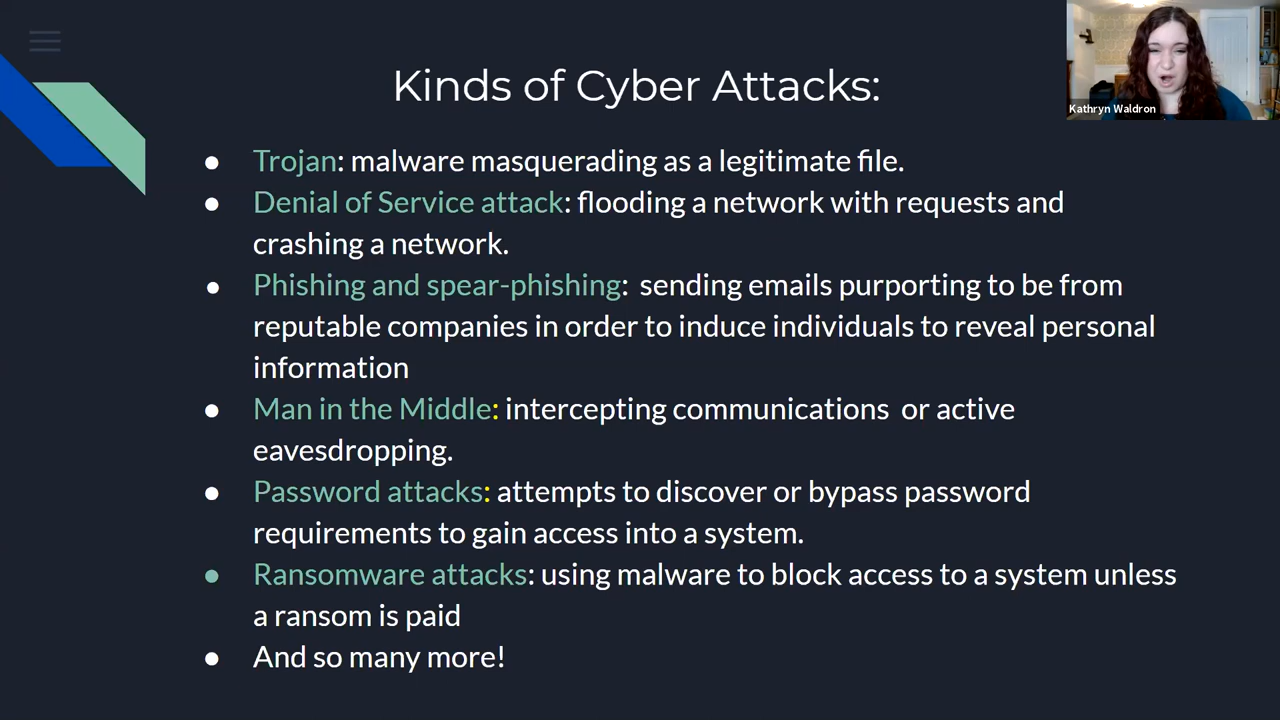 Kinds of Cyber Attacks:
Kathryn Waldron
● Trojan: malware masquerading as a legitimate file.
● Denial of Service attack: flooding a network with requests and
crashing a network.
● Phishing and spear-phishing:  sending emails purporting to be from
reputable companies in order to induce individuals to reveal personal
information
● Man in the Middle: intercepting communications  or active
eavesdropping.
● Password attacks: attempts to discover or bypass password
requirements to gain access into a system.
● Ransomware attacks: using malware to block access to a system unless
a ransom is paid
● And so many more!